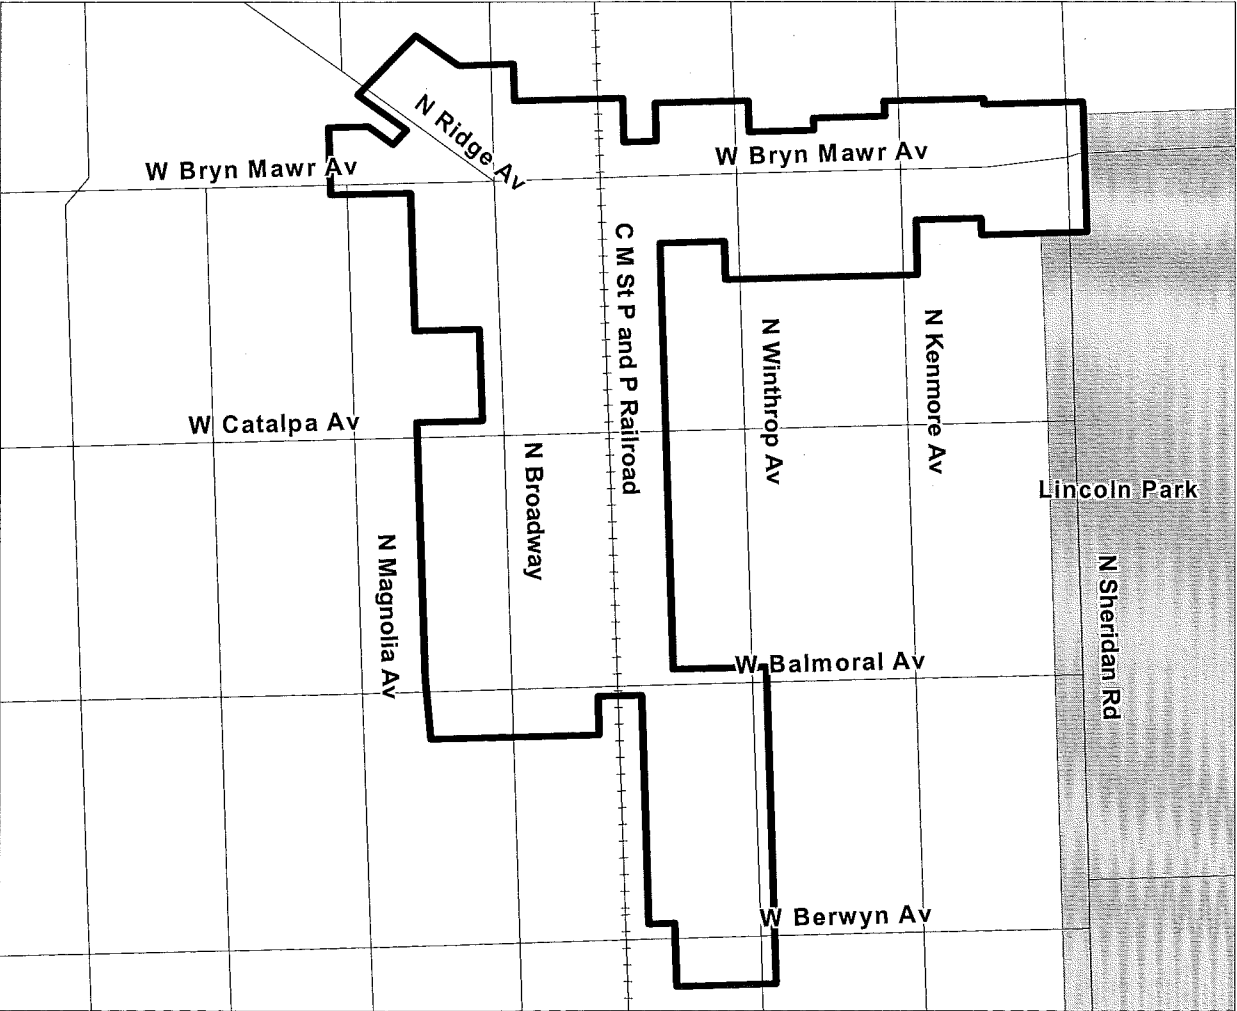 N Ridge Av
W Bryn Mawr Av
W Bryn Mawr Av
C M St P and P Railroad
N Winthrop Av
N Kenmore Av
W Catalpa Av
N Broadway
Lincoln Park
N Magnolia Av
N Sheridan Rd
W Balmoral Av
W Berwyn Av